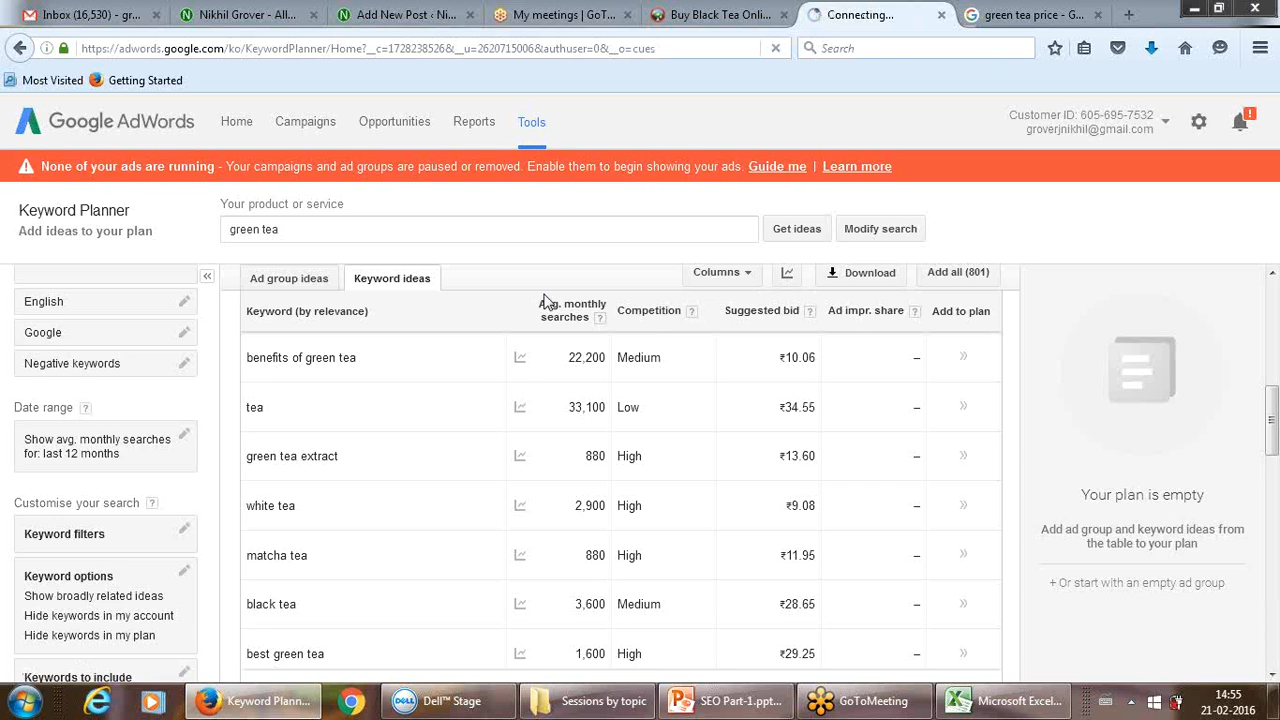 Inbox (16,530) - gr...
Nikhil Grover ‹ All...
Add New Post ‹ Ni...
My meetings | GoT...
Buy Black Tea Onlin...
Connecting...
green tea price - G...
https://adwords.google.com/ko/KeywordPlanner/Home?__c=1728238526&__u=2620715006&authuser=0&__o=cues
Search
Most Visited
Getting Started
Google AdWords
Home
Campaigns
Opportunities
Reports
Tools
Customer ID: 605-695-7532
groverjnikhil@gmail.com
None of your ads are running - Your campaigns and ad groups are paused or removed. Enable them to begin showing your ads. Guide me | Learn more
Keyword Planner
Add ideas to your plan
Your product or service
green tea
Get ideas
Modify search
English
Google
Negative keywords
Date range ?
Show avg. monthly searches
for: last 12 months
Customise your search ?
Keyword filters
Keyword options
Show broadly related ideas
Hide keywords in my account
Hide keywords in my plan
Keywords to include
Ad group ideas
Keyword ideas
Columns
Download
Add all (801)
Keyword (by relevance)
Avg. monthly
searches ?
Competition ?
Suggested bid ?
Ad impr. share ?
Add to plan
benefits of green tea 22,200 Medium ₹10.06 – »
tea 33,100 Low ₹34.55 – »
green tea extract 880 High ₹13.60 – »
white tea 2,900 High ₹9.08 – »
matcha tea 880 High ₹11.95 – »
black tea 3,600 Medium ₹28.65 – »
best green tea 1,600 High ₹29.25 – »
Your plan is empty
Add ad group and keyword ideas from
the table to your plan
+ Or start with an empty ad group
Keyword Plann...
Dell™ Stage
Sessions by topic
SEO Part-1.ppt...
GoToMeeting
Microsoft Exce...
14:55
21-02-2016